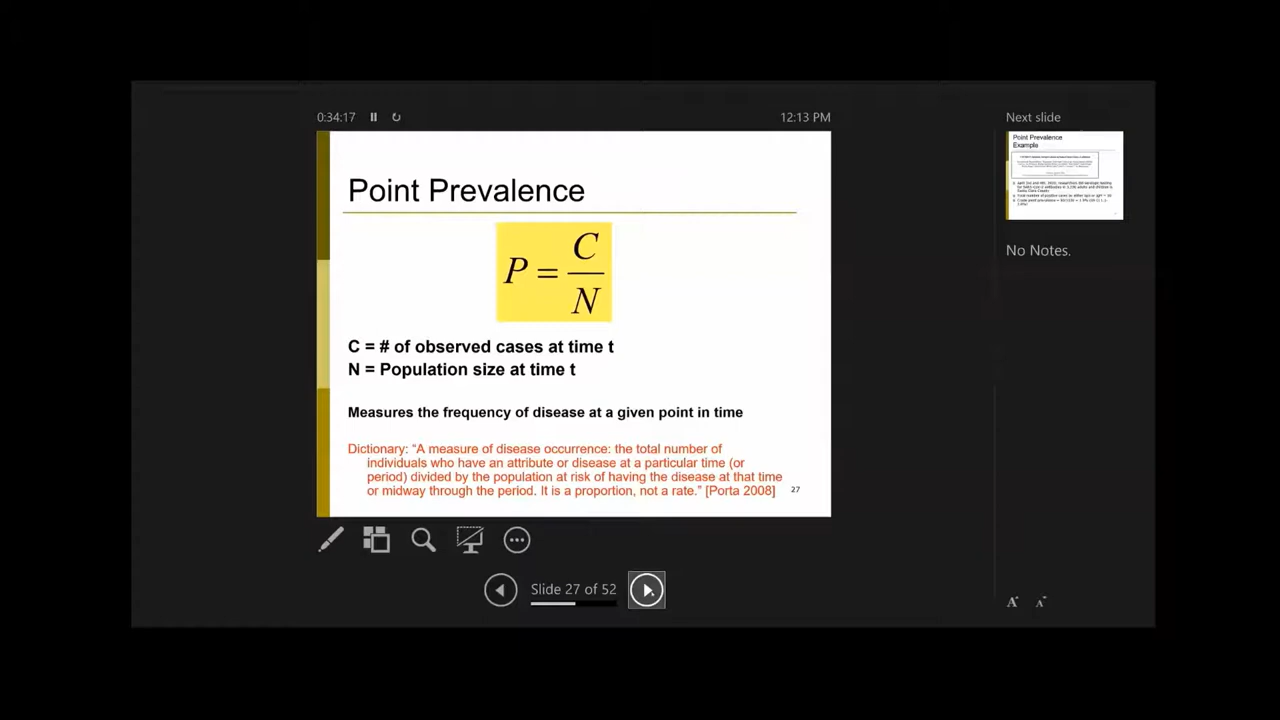 0:34:17
12:13 PM
Next slide
Point Prevalence
P = C / N
C = # of observed cases at time t
N = Population size at time t
Measures the frequency of disease at a given point in time
Dictionary: “A measure of disease occurrence: the total number of
individuals who have an attribute or disease at a particular time (or
period) divided by the population at risk of having the disease at that time
or midway through the period. It is a proportion, not a rate.” [Porta 2008]
27
Slide 27 of 52
Point Prevalence
Example
No Notes.
A
A